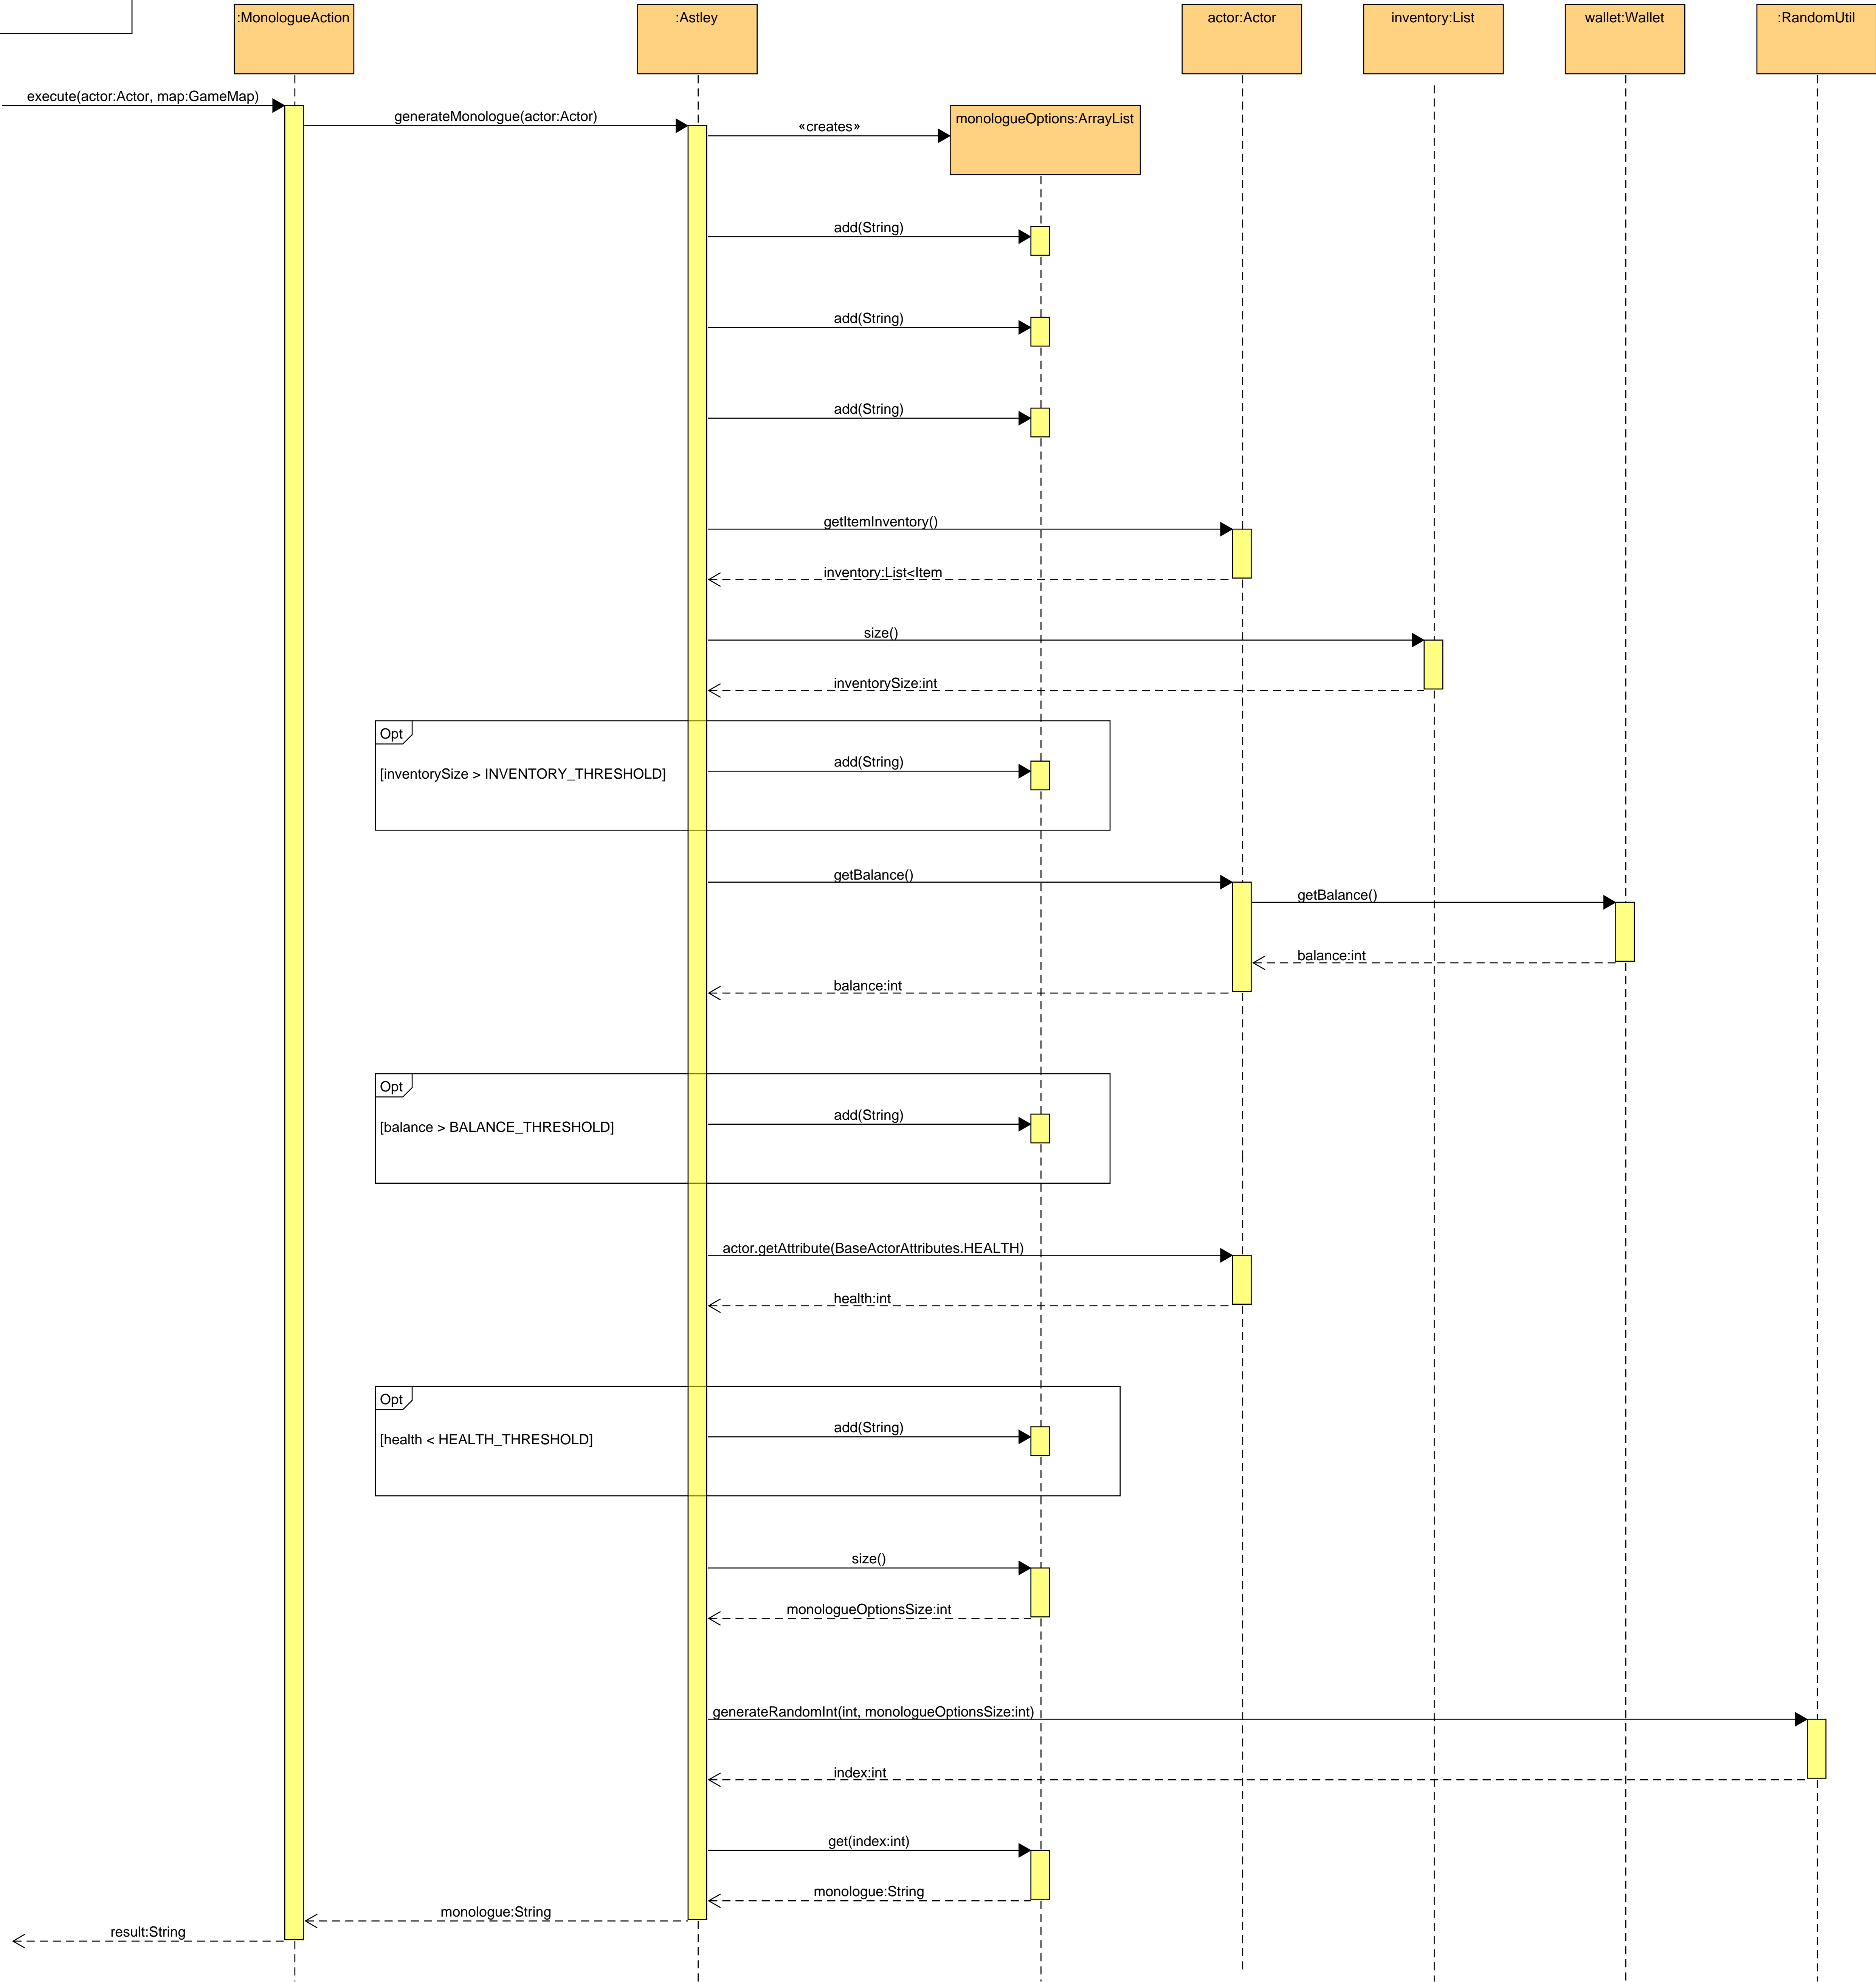 :MonologueAction
:Astley
actor:Actor
inventory:List
wallet:Wallet
:RandomUtil
execute(actor:Actor, map:GameMap)
generateMonologue(actor:Actor)
«creates»
monologueOptions:ArrayList
add(String)
add(String)
add(String)
getItemInventory()
inventory:List<Item
size()
inventorySize:int
Opt
[inventorySize > INVENTORY_THRESHOLD]
add(String)
getBalance()
getBalance()
balance:int
balance:int
Opt
[balance > BALANCE_THRESHOLD]
add(String)
actor.getAttribute(BaseActorAttributes.HEALTH)
health:int
Opt
[health < HEALTH_THRESHOLD]
add(String)
size()
monologueOptionsSize:int
generateRandomInt(int, monologueOptionsSize:int)
index:int
get(index:int)
monologue:String
monologue:String
result:String